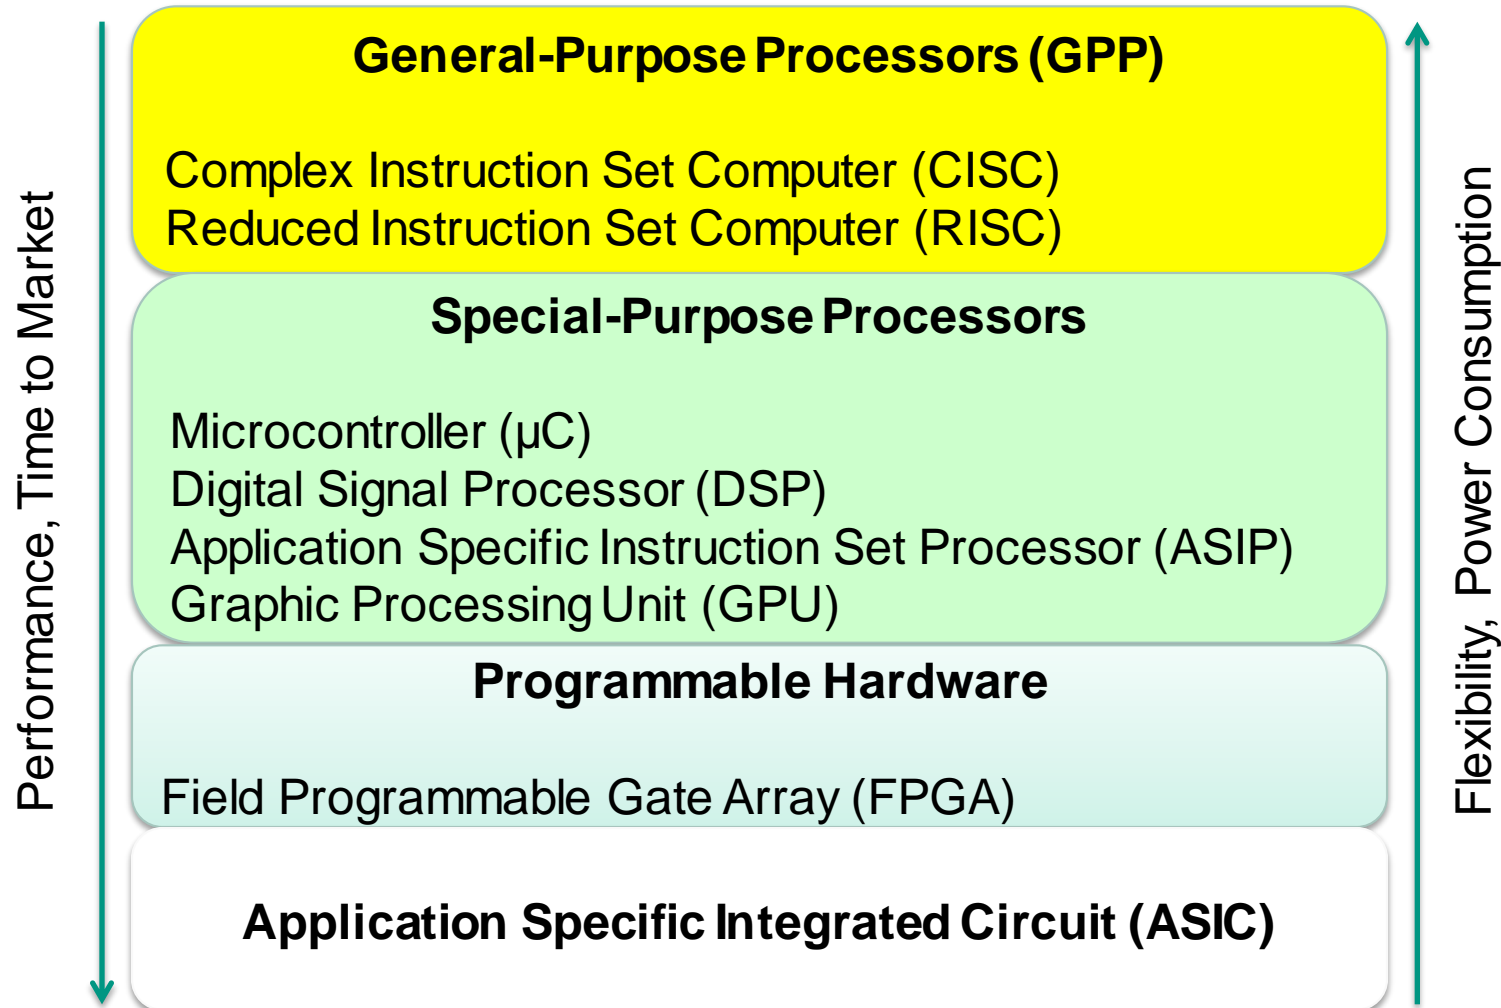 Performance, Time to Market
General-Purpose Processors (GPP)
Complex Instruction Set Computer (CISC)
Reduced Instruction Set Computer (RISC)
Special-Purpose Processors
Microcontroller (µC)
Digital Signal Processor (DSP)
Application Specific Instruction Set Processor (ASIP)
Graphic Processing Unit (GPU)
Programmable Hardware
Field Programmable Gate Array (FPGA)
Application Specific Integrated Circuit (ASIC)
Flexibility, Power Consumption